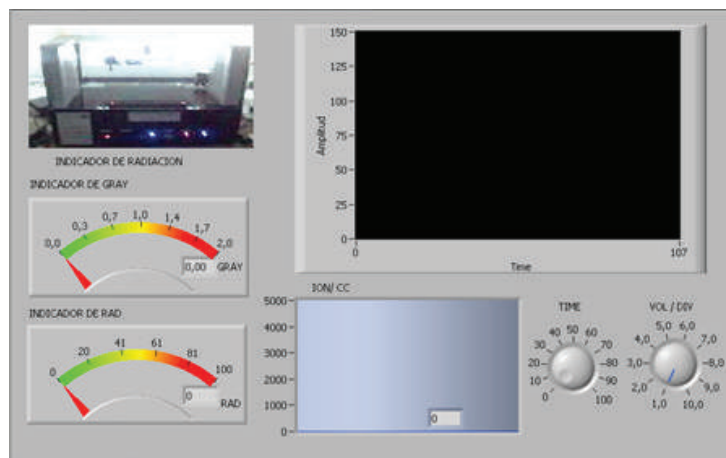 INDICADOR DE RADIACION
INDICADOR DE GRAY
0,0 0,3 0,7 1,0 1,4 1,7 2,0
0,00 GRAY
INDICADOR DE RAD
0 20 41 61 81 100
0
RAD
150
125
100
75
50
25
0
Amplitud
0 107
Time
ION/ CC
5000
4000
3000
2000
1000
0
0
TIME
0 10 20 30 40 50 60 70 80 90 100
VOL / DIV
1,0 2,0 3,0 4,0 5,0 6,0 7,0 8,0 9,0 10,0